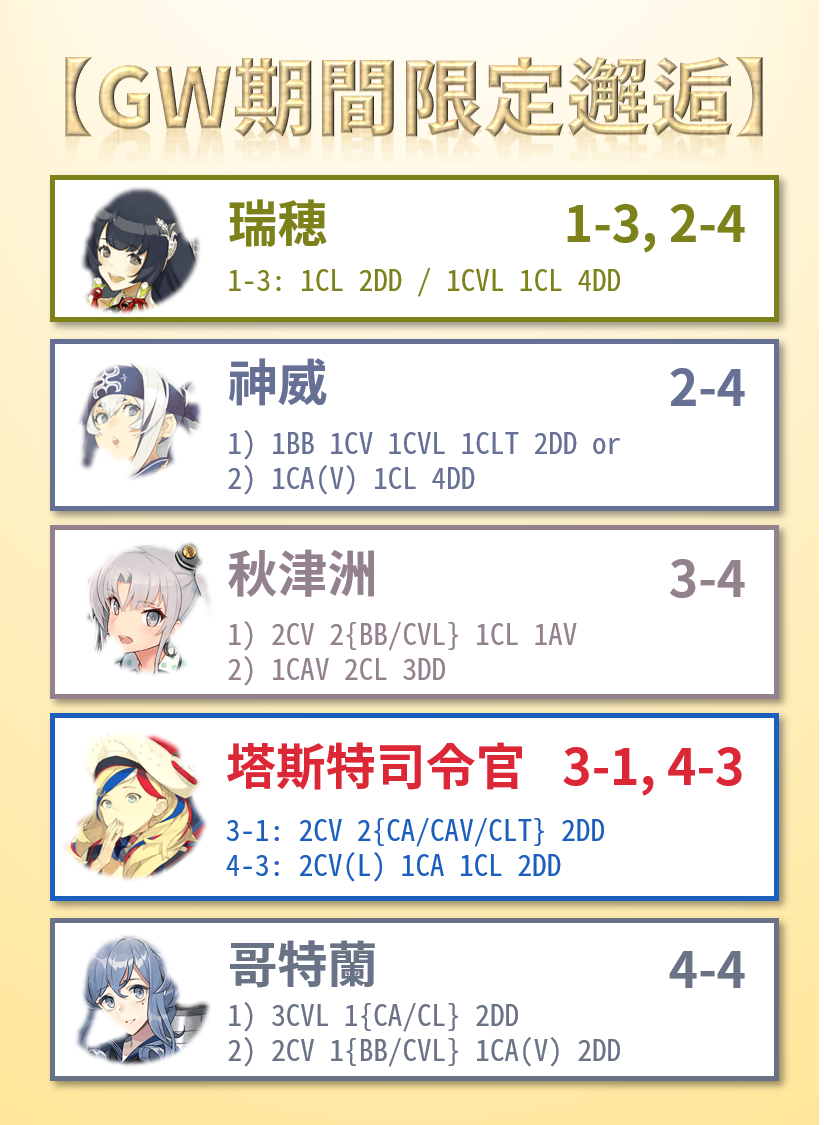 【GW期間限定邂逅】
瑞穂 1-3, 2-4
1-3: 1CL 2DD / 1CVL 1CL 4DD
神威 2-4
1) 1BB 1CV 1CVL 1CLT 2DD or
2) 1CA(V) 1CL 4DD
秋津洲 3-4
1) 2CV 2{BB/CVL} 1CL 1AV
2) 1CAV 2CL 3DD
塔斯特司令官 3-1, 4-3
3-1: 2CV 2{CA/CAV/CLT} 2DD
4-3: 2CV(L) 1CA 1CL 2DD
哥特蘭 4-4
1) 3CVL 1{CA/CL} 2DD
2) 2CV 1{BB/CVL} 1CA(V) 2DD